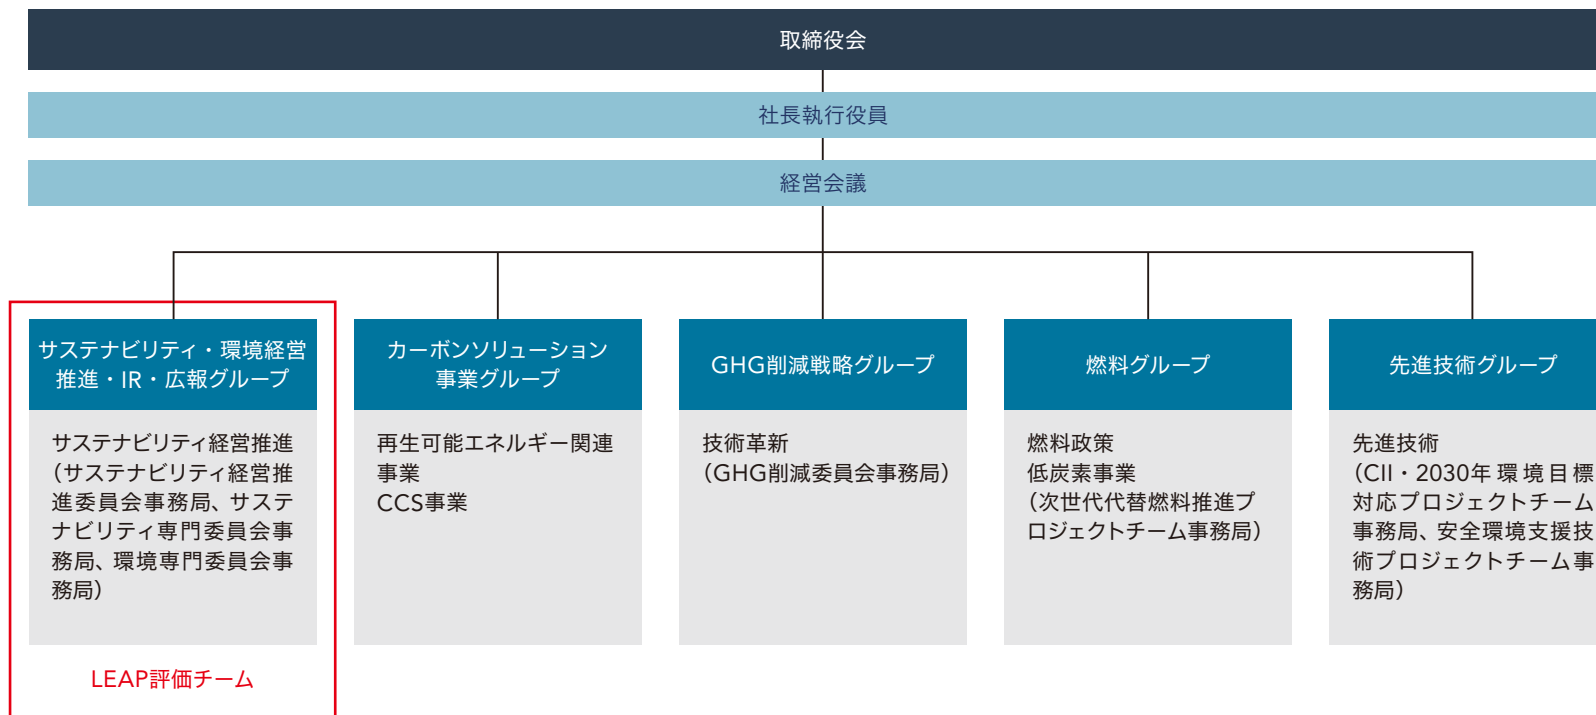 取締役会
社長執行役員
経営会議
サステナビリティ・環境経営
推進・IR・広報グループ
サステナビリティ経営推進
（サステナビリティ経営推
進委員会事務局、サステ
ナビリティ専門委員会事
務局、環境専門委員会事
務局）
LEAP評価チーム
カーボンソリューション
事業グループ
再生可能エネルギー関連
事業
CCS事業
GHG削減戦略グループ
技術革新
（GHG削減委員会事務局）
燃料グループ
燃料政策
低炭素事業
（次世代代替燃料推進プ
ロジェクトチーム事務局）
先進技術グループ
先進技術
（CII・2030年環境目標
対応プロジェクトチーム
事務局、安全環境支援技
術プロジェクトチーム事
務局）